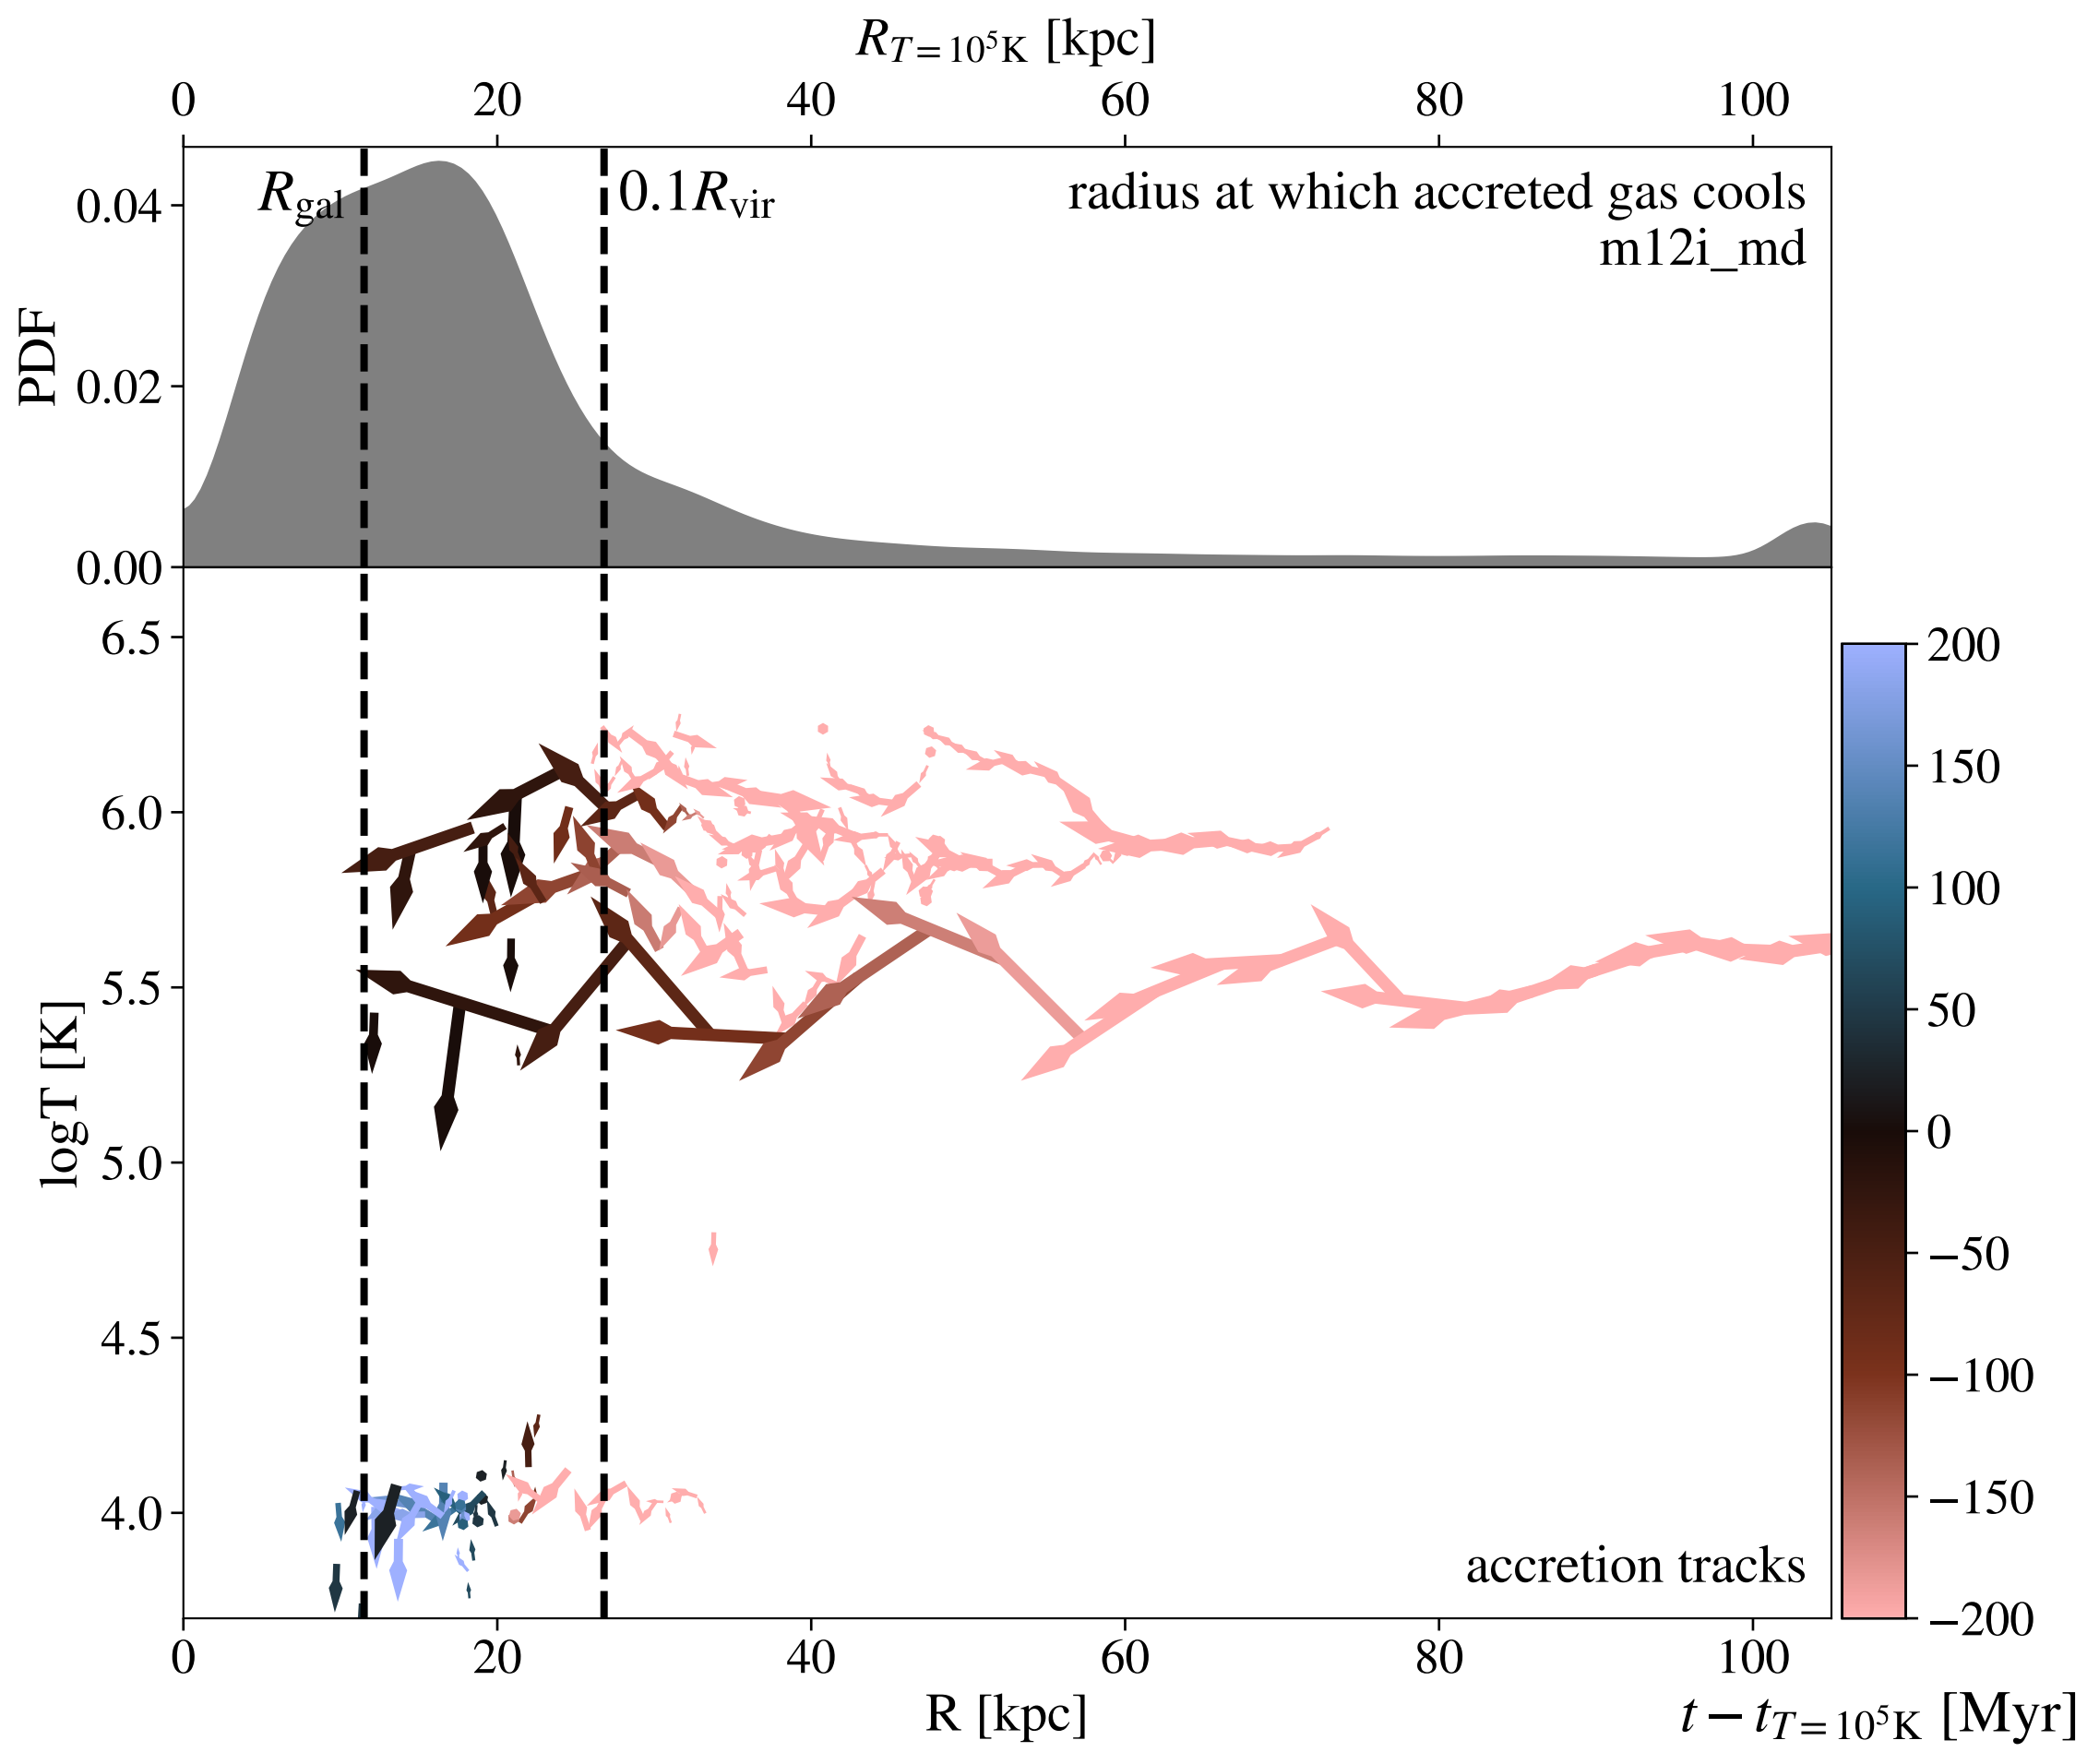 R_{T=10^5K} [kpc]
0 20 40 60 80 100
R_gal
0.1R_vir
radius at which accreted gas cools
m12i_md
PDF
0.04
0.02
0.00
logT [K]
6.5
6.0
5.5
5.0
4.5
4.0
accretion tracks
0 20 40 60 80 100
R [kpc]
200
150
100
50
0
−50
−100
−150
−200
t − t_{T=10^5K} [Myr]